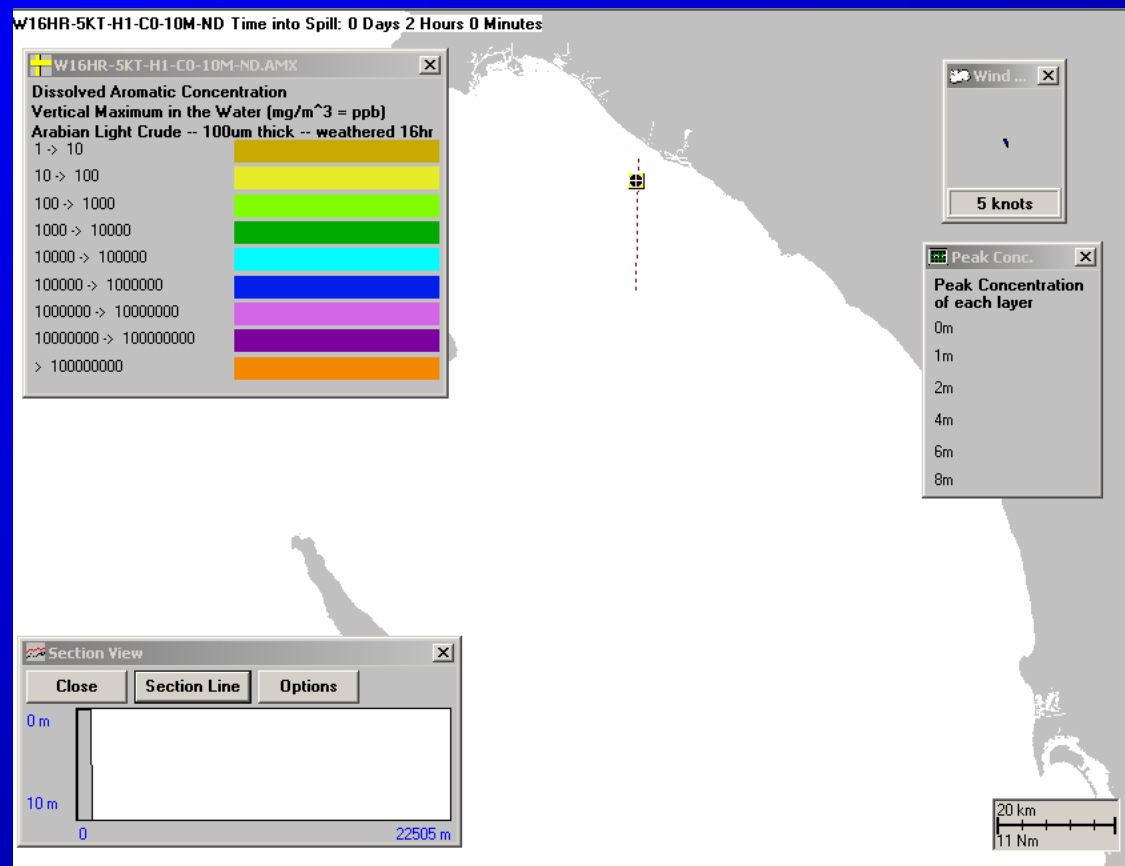 W16HR-5KT-H1-C0-10M-ND Time into Spill: 0 Days 2 Hours 0 Minutes
W16HR-5KT-H1-C0-10M-ND.AMX
Dissolved Aromatic Concentration
Vertical Maximum in the Water (mg/m^3 = ppb)
Arabian Light Crude -- 100um thick -- weathered 16hr
1 -> 10
10 -> 100
100 -> 1000
1000 -> 10000
10000 -> 100000
100000 -> 1000000
1000000 -> 10000000
10000000 -> 100000000
> 100000000
Wind ...
5 knots
Peak Conc.
Peak Concentration
of each layer
0m
1m
2m
4m
6m
8m
Section View
Close Section Line Options
0 m
10 m
0 22505 m
20 km
11 Nm